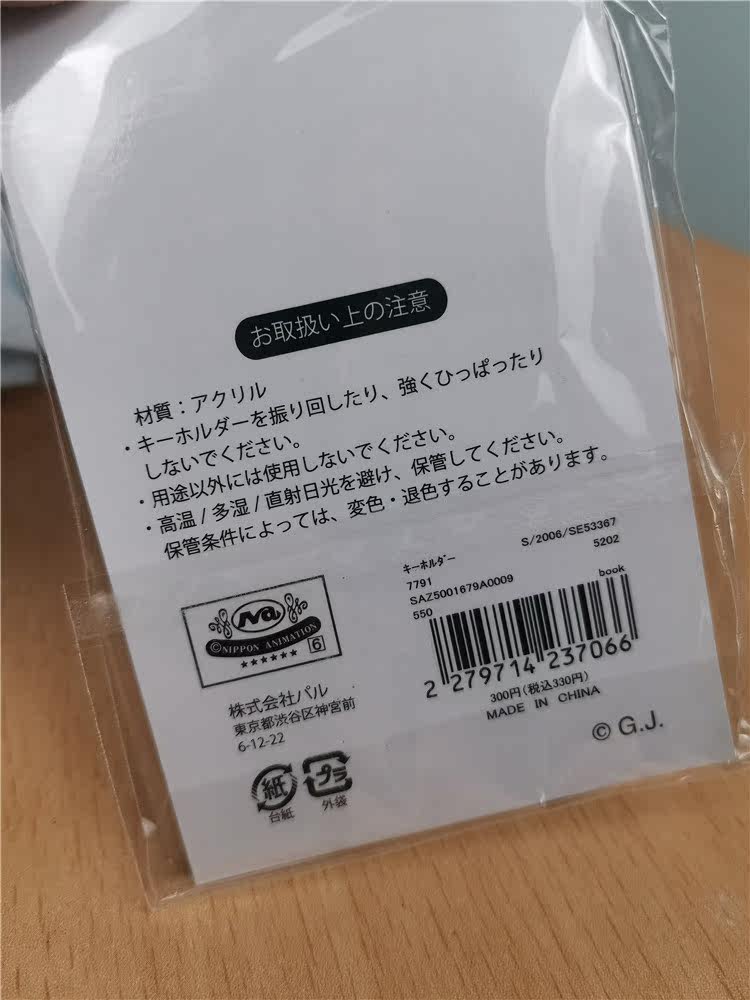 お取扱い上の注意
材質：アクリル
・キーホルダーを振り回したり、強くひっぱったり
しないでください。
・用途以外には使用しないでください。
・高温/多湿/直射日光を避け、保管してください。
保管条件によっては、変色・退色することがあります。
キーホルダー S/2006/SE53367
7791 5202
SAZ5001679A0009
550 book
2 279714 237066
300円(税込330円)
MADE IN CHINA
© G.J.
Na
©NIPPON ANIMATION
★★★★★★ 6
株式会社パル
東京都渋谷区神宮前
6-12-22
紙 プラ
台紙 外袋